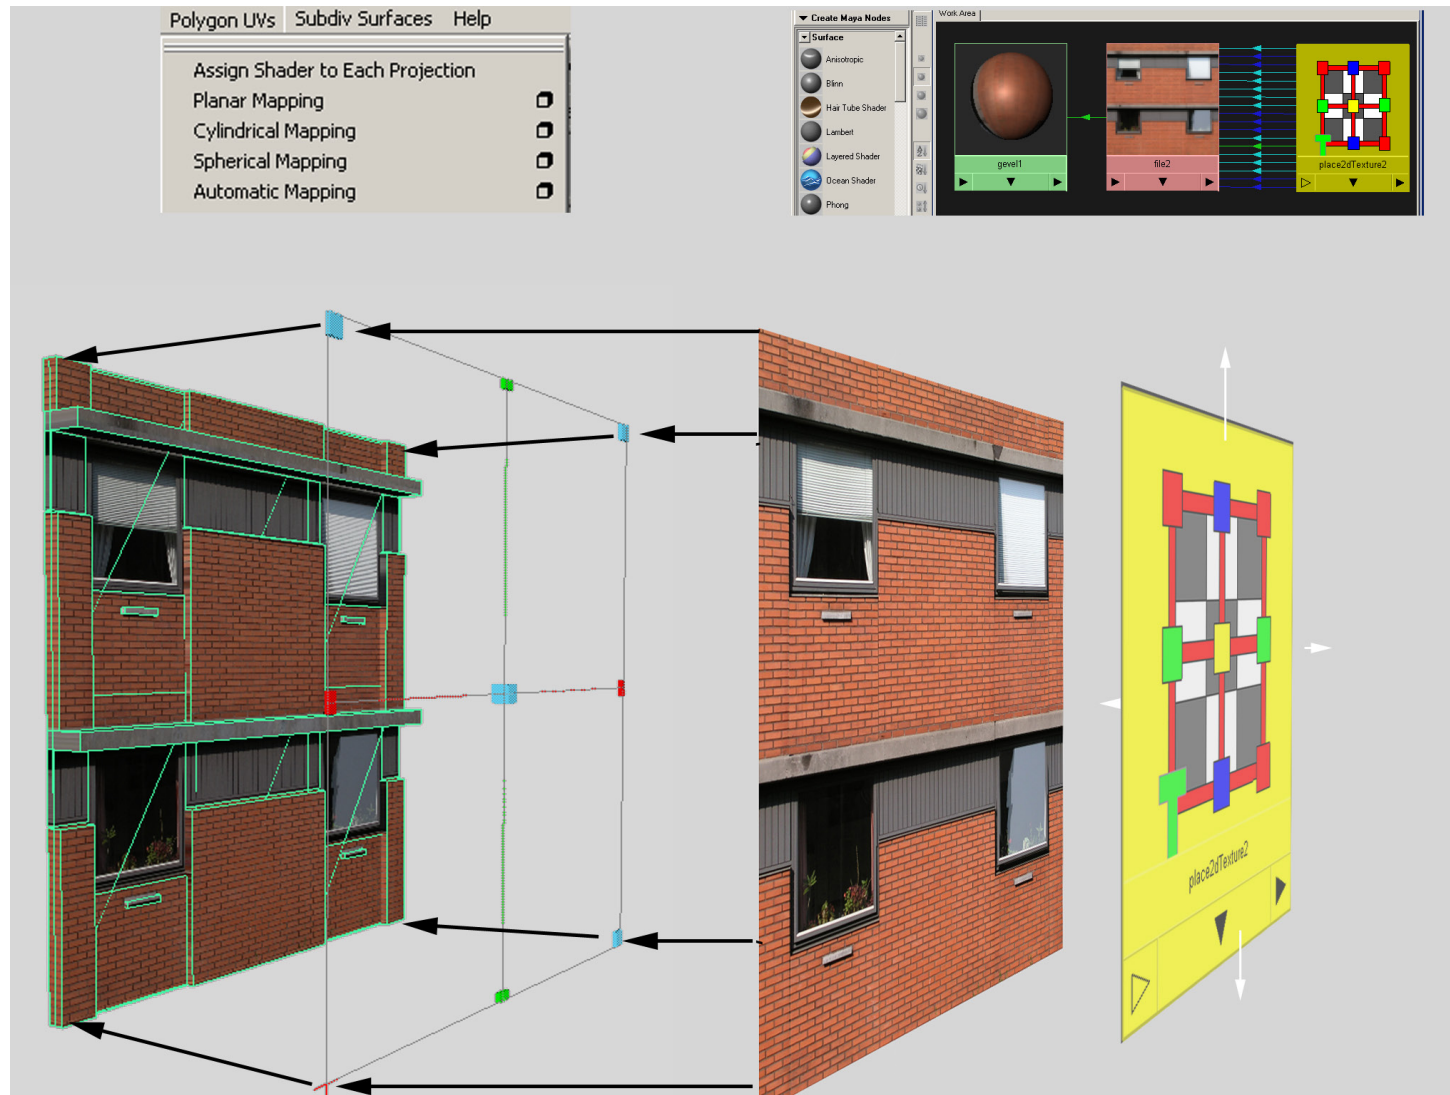 Polygon UVs Subdiv Surfaces Help
Assign Shader to Each Projection
Planar Mapping
Cylindrical Mapping
Spherical Mapping
Automatic Mapping
Create Maya Nodes
Surface
Anisotropic
Blinn
Hair Tube Shader
Lambert
Layered Shader
Ocean Shader
Phong
Work Area
gevel1
file2
place2dTexture2
place2dTexture2